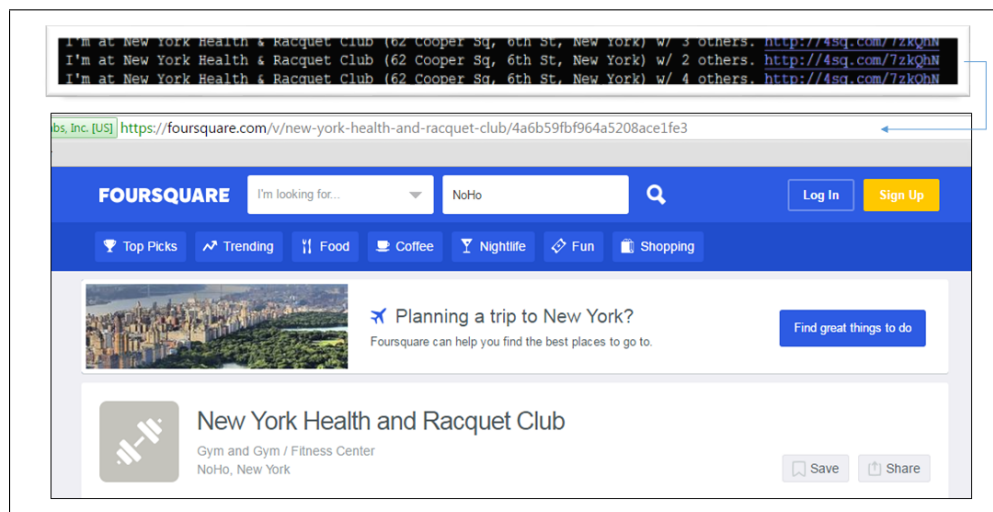 I'm at New York Health & Racquet Club (62 Cooper Sq, 6th St, New York) w/ 3 others. http://4sq.com/7zkQhN
I'm at New York Health & Racquet Club (62 Cooper Sq, 6th St, New York) w/ 2 others. http://4sq.com/7zkQhN
I'm at New York Health & Racquet Club (62 Cooper Sq, 6th St, New York) w/ 4 others. http://4sq.com/7zkQhN
bs, Inc. [US] https://foursquare.com/v/new-york-health-and-racquet-club/4a6b59fbf964a5208ace1fe3
FOURSQUARE I'm looking for... NoHo Log In Sign Up
Top Picks Trending Food Coffee Nightlife Fun Shopping
Planning a trip to New York?
Foursquare can help you find the best places to go to.
Find great things to do
New York Health and Racquet Club
Gym and Gym / Fitness Center
NoHo, New York
Save Share